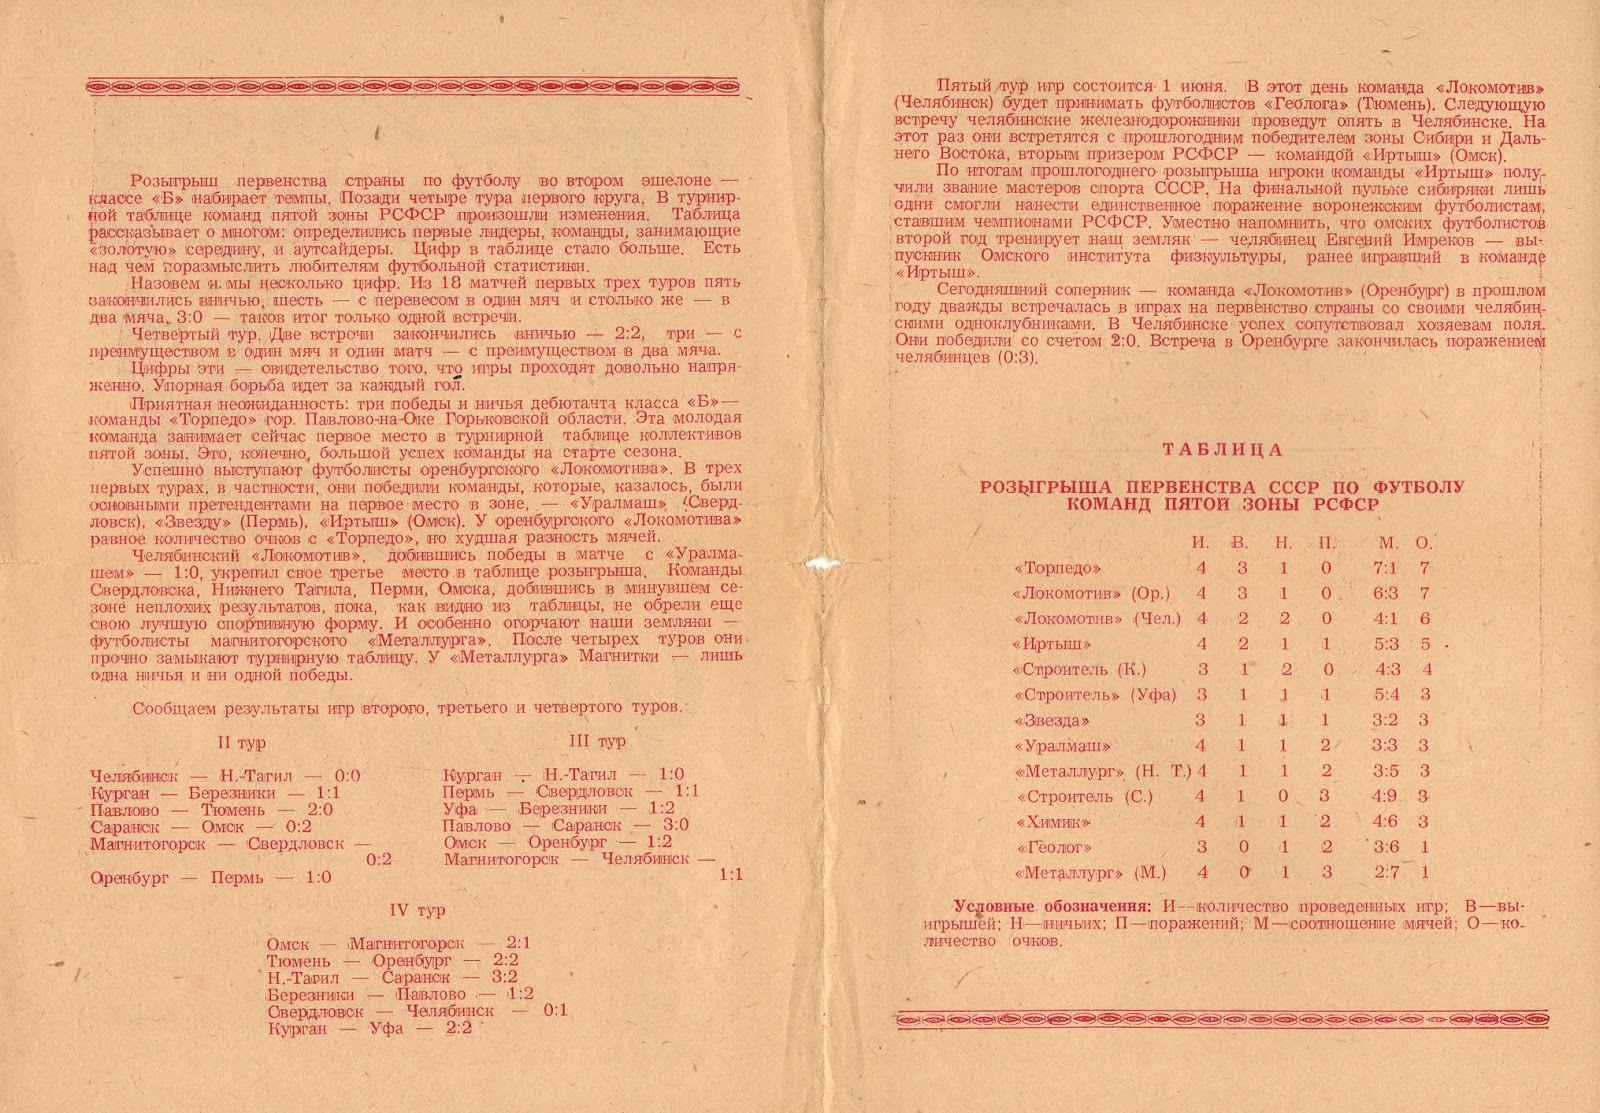 Розыгрыш первенства страны по футболу во втором эшелоне —
классе «Б» набирает темпы. Позади четыре тура первого круга. В турнир-
ной таблице команд пятой зоны РСФСР произошли изменения. Таблица
рассказывает о многом: определились первые лидеры, команды, занимающие
«золотую» середину, и аутсайдеры. Цифр в таблице стало больше. Есть
над чем поразмыслить любителям футбольной статистики.
Назовем и мы несколько цифр. Из 18 матчей первых трех туров пять
закончились вничью, шесть — с перевесом в один мяч и столько же — в
два мяча. 3:0 — таков итог только одной встречи.
Четвертый тур. Две встречи закончились вничью — 2:2, три — с
преимуществом в один мяч и один матч — с преимуществом в два мяча.
Цифры эти — свидетельство того, что игры проходят довольно напря-
женно. Упорная борьба идет за каждый гол.
Приятная неожиданность: три победы и ничья дебютанта класса «Б»—
команды «Торпедо» гор. Павлово-на-Оке Горьковской области. Эта молодая
команда занимает сейчас первое место в турнирной таблице коллективов
пятой зоны. Это, конечно, большой успех команды на старте сезона.
Успешно выступают футболисты оренбургского «Локомотива». В трех
первых турах, в частности, они победили команды, которые, казалось, были
основными претендентами на первое место в зоне, — «Уралмаш» (Сверд-
ловск), «Звезду» (Пермь), «Иртыш» (Омск). У оренбургского «Локомотива»
равное количество очков с «Торпедо», но худшая разность мячей.
Челябинский «Локомотив», добившись победы в матче с «Уралма-
шем» — 1:0, укрепил свое третье место в таблице розыгрыша. Команды
Свердловска, Нижнего Тагила, Перми, Омска, добившись в минувшем се-
зоне неплохих результатов, пока, как видно из таблицы, не обрели еще
свою лучшую спортивную форму. И особенно огорчают наши земляки —
футболисты магнитогорского «Металлурга». После четырех туров они
прочно замыкают турнирную таблицу. У «Металлурга» Магнитки — лишь
одна ничья и ни одной победы.
Сообщаем результаты игр второго, третьего и четвертого туров.
II тур
Челябинск — Н.-Тагил — 0:0
Курган — Березники — 1:1
Павлово — Тюмень — 2:0
Саранск — Омск — 0:2
Магнитогорск — Свердловск —
0:2
Оренбург — Пермь — 1:0
III тур
Курган — Н.-Тагил — 1:0
Пермь — Свердловск — 1:1
Уфа — Березники — 1:2
Павлово — Саранск — 3:0
Омск — Оренбург — 1:2
Магнитогорск — Челябинск —
1:1
IV тур
Омск — Магнитогорск — 2:1
Тюмень — Оренбург — 2:2
Н.-Тагил — Саранск — 3:2
Березники — Павлово — 1:2
Свердловск — Челябинск — 0:1
Курган — Уфа — 2:2
Пятый тур игр состоится 1 июня. В этот день команда «Локомотив»
(Челябинск) будет принимать футболистов «Геолога» (Тюмень). Следующую
встречу челябинские железнодорожники проведут опять в Челябинске. На
этот раз они встретятся с прошлогодним победителем зоны Сибири и Даль-
него Востока, вторым призером РСФСР — командой «Иртыш» (Омск).
По итогам прошлогоднего розыгрыша игроки команды «Иртыш» полу-
чили звание мастеров спорта СССР. На финальной пульке сибиряки лишь
одни смогли нанести единственное поражение воронежским футболистам,
ставшим чемпионами РСФСР. Уместно напомнить, что омских футболистов
второй год тренирует наш земляк — челябинец Евгений Имреков — вы-
пускник Омского института физкультуры, ранее игравший в команде
«Иртыш».
Сегодняшний соперник — команда «Локомотив» (Оренбург) в прошлом
году дважды встречалась в играх на первенство страны со своими челябин-
скими одноклубниками. В Челябинске успех сопутствовал хозяевам поля.
Они победили со счетом 2:0. Встреча в Оренбурге закончилась поражением
челябинцев (0:3).
ТАБЛИЦА
РОЗЫГРЫША ПЕРВЕНСТВА СССР ПО ФУТБОЛУ
КОМАНД ПЯТОЙ ЗОНЫ РСФСР
И. В. Н. П. М. О.
«Торпедо» 4 3 1 0 7:1 7
«Локомотив» (Ор.) 4 3 1 0 6:3 7
«Локомотив» (Чел.) 4 2 2 0 4:1 6
«Иртыш» 4 2 1 1 5:3 5
«Строитель (К.) 3 1 2 0 4:3 4
«Строитель» (Уфа) 3 1 1 1 5:4 3
«Звезда» 3 1 1 1 3:2 3
«Уралмаш» 4 1 1 2 3:3 3
«Металлург» (Н. Т.) 4 1 1 2 3:5 3
«Строитель (С.) 4 1 0 3 4:9 3
«Химик» 4 1 1 2 4:6 3
«Геолог» 3 0 1 2 3:6 1
«Металлург» (М.) 4 0 1 3 2:7 1
Условные обозначения: И—количество проведенных игр; В—вы-
игрышей; Н—ничьих; П—поражений; М—соотношение мячей; О—ко-
личество очков.